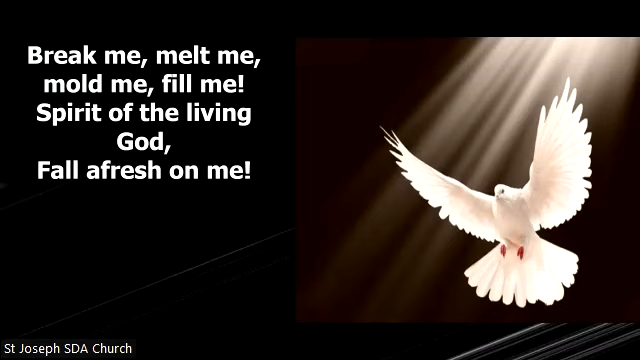 Break me, melt me,
mold me, fill me!
Spirit of the living
God,
Fall afresh on me!
St Joseph SDA Church